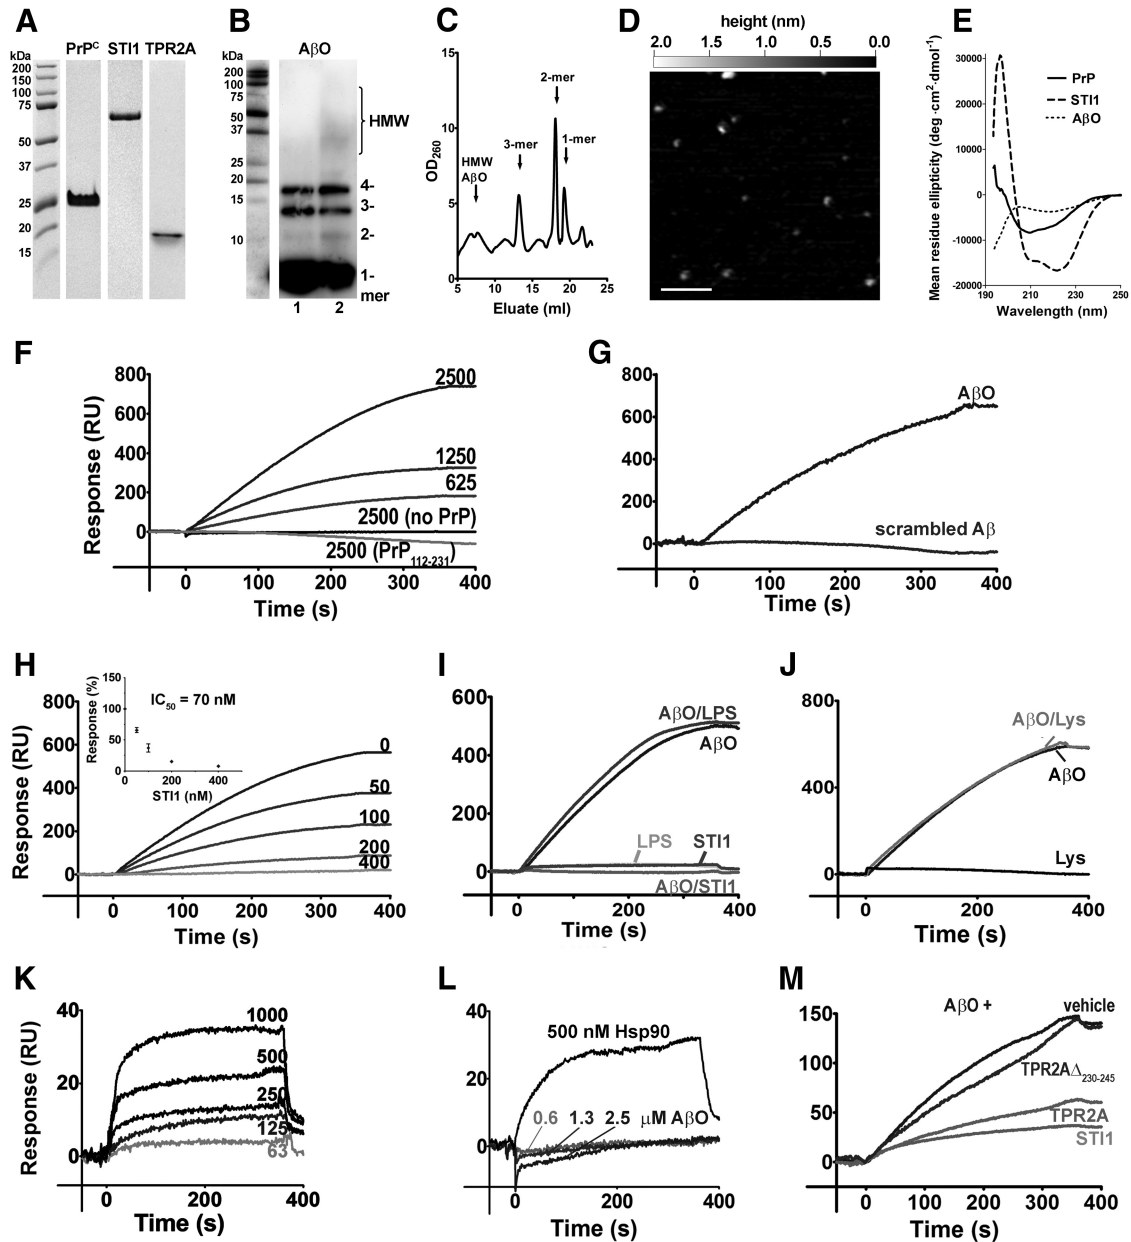 A
B
C
D
E
kDa
PrPᶜ STI1 TPR2A
200
150
100
75
50
37
25
20
15
kDa
AβO
200
100
75
50
37
25
20
15
10
HMW
4-
3-
2-
1-
mer
1 2
OD260
15
10
5
0
HMW
AβO
3-mer
2-mer
1-mer
5 10 15 20 25
Eluate (ml)
height (nm)
2.0 1.5 1.0 0.5 0.0
Mean residue ellipticity (deg·cm²·dmol⁻¹)
30000
20000
10000
0
-10000
-20000
PrP
STI1
AβO
190 210 230 250
Wavelength (nm)
F
Response (RU)
800
600
400
200
0
2500
1250
625
2500 (no PrP)
2500 (PrP112-231)
0 100 200 300 400
Time (s)
G
800
600
400
200
0
AβO
scrambled Aβ
0 100 200 300 400
Time (s)
H
Response (RU)
800
600
400
200
0
Response (%)
150
100
50
0
IC50 = 70 nM
0 200 400
STI1 (nM)
0
50
100
200
400
0 100 200 300 400
Time (s)
I
600
400
200
0
AβO/LPS
AβO
LPS STI1
AβO/STI1
0 200 400
Time (s)
J
800
400
0
AβO/Lys
AβO
Lys
0 200 400
Time (s)
K
Response (RU)
40
20
0
1000
500
250
125
63
0 200 400
Time (s)
L
40
20
0
500 nM Hsp90
0.6 1.3 2.5 μM AβO
0 200 400
Time (s)
M
150
100
50
0
AβO + vehicle
TPR2AΔ230-245
TPR2A
STI1
0 100 200 300 400
Time (s)